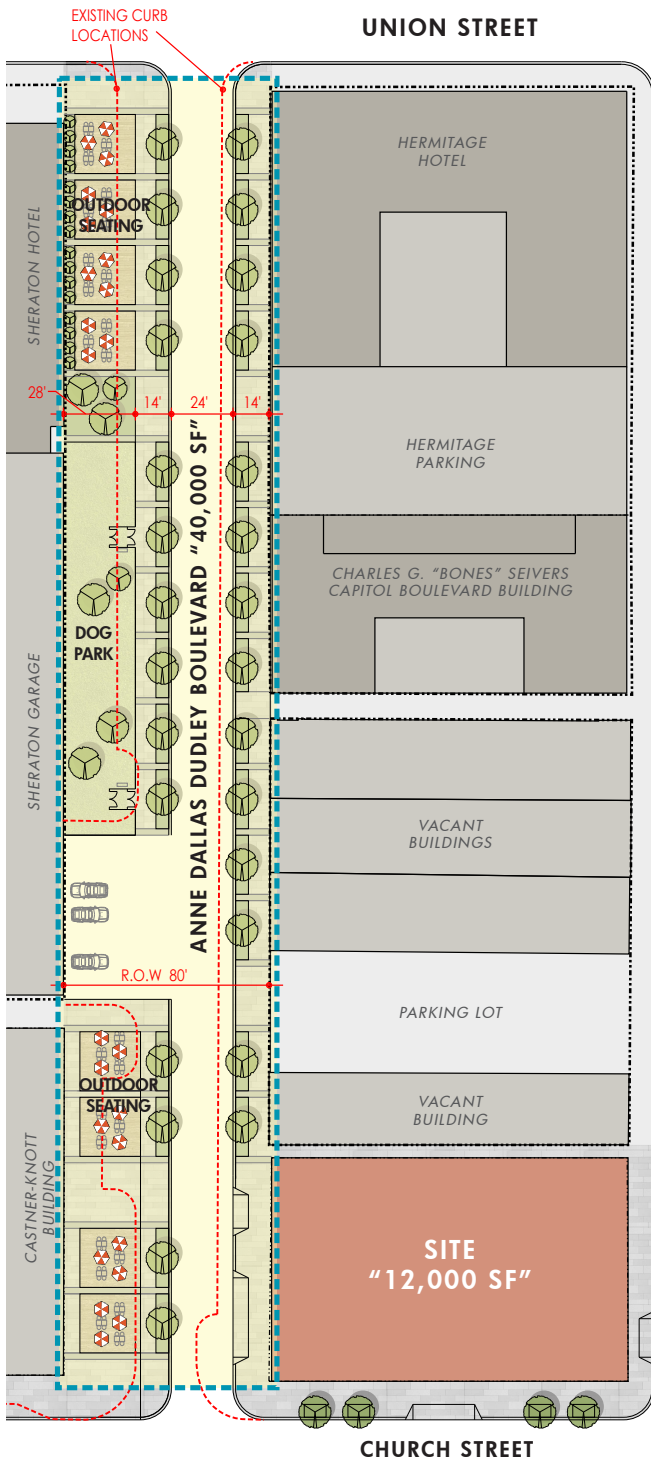 EXISTING CURB
LOCATIONS
UNION STREET
HERMITAGE
HOTEL
OUTDOOR
SEATING
SHERATON HOTEL
28'
14'
24'
14'
HERMITAGE
PARKING
ANNE DALLAS DUDLEY BOULEVARD “40,000 SF”
CHARLES G. “BONES” SEIVERS
CAPITOL BOULEVARD BUILDING
DOG
PARK
SHERATON GARAGE
VACANT
BUILDINGS
R.O.W 80'
PARKING LOT
OUTDOOR
SEATING
VACANT
BUILDING
CASTNER-KNOTT
BUILDING
SITE
“12,000 SF”
CHURCH STREET